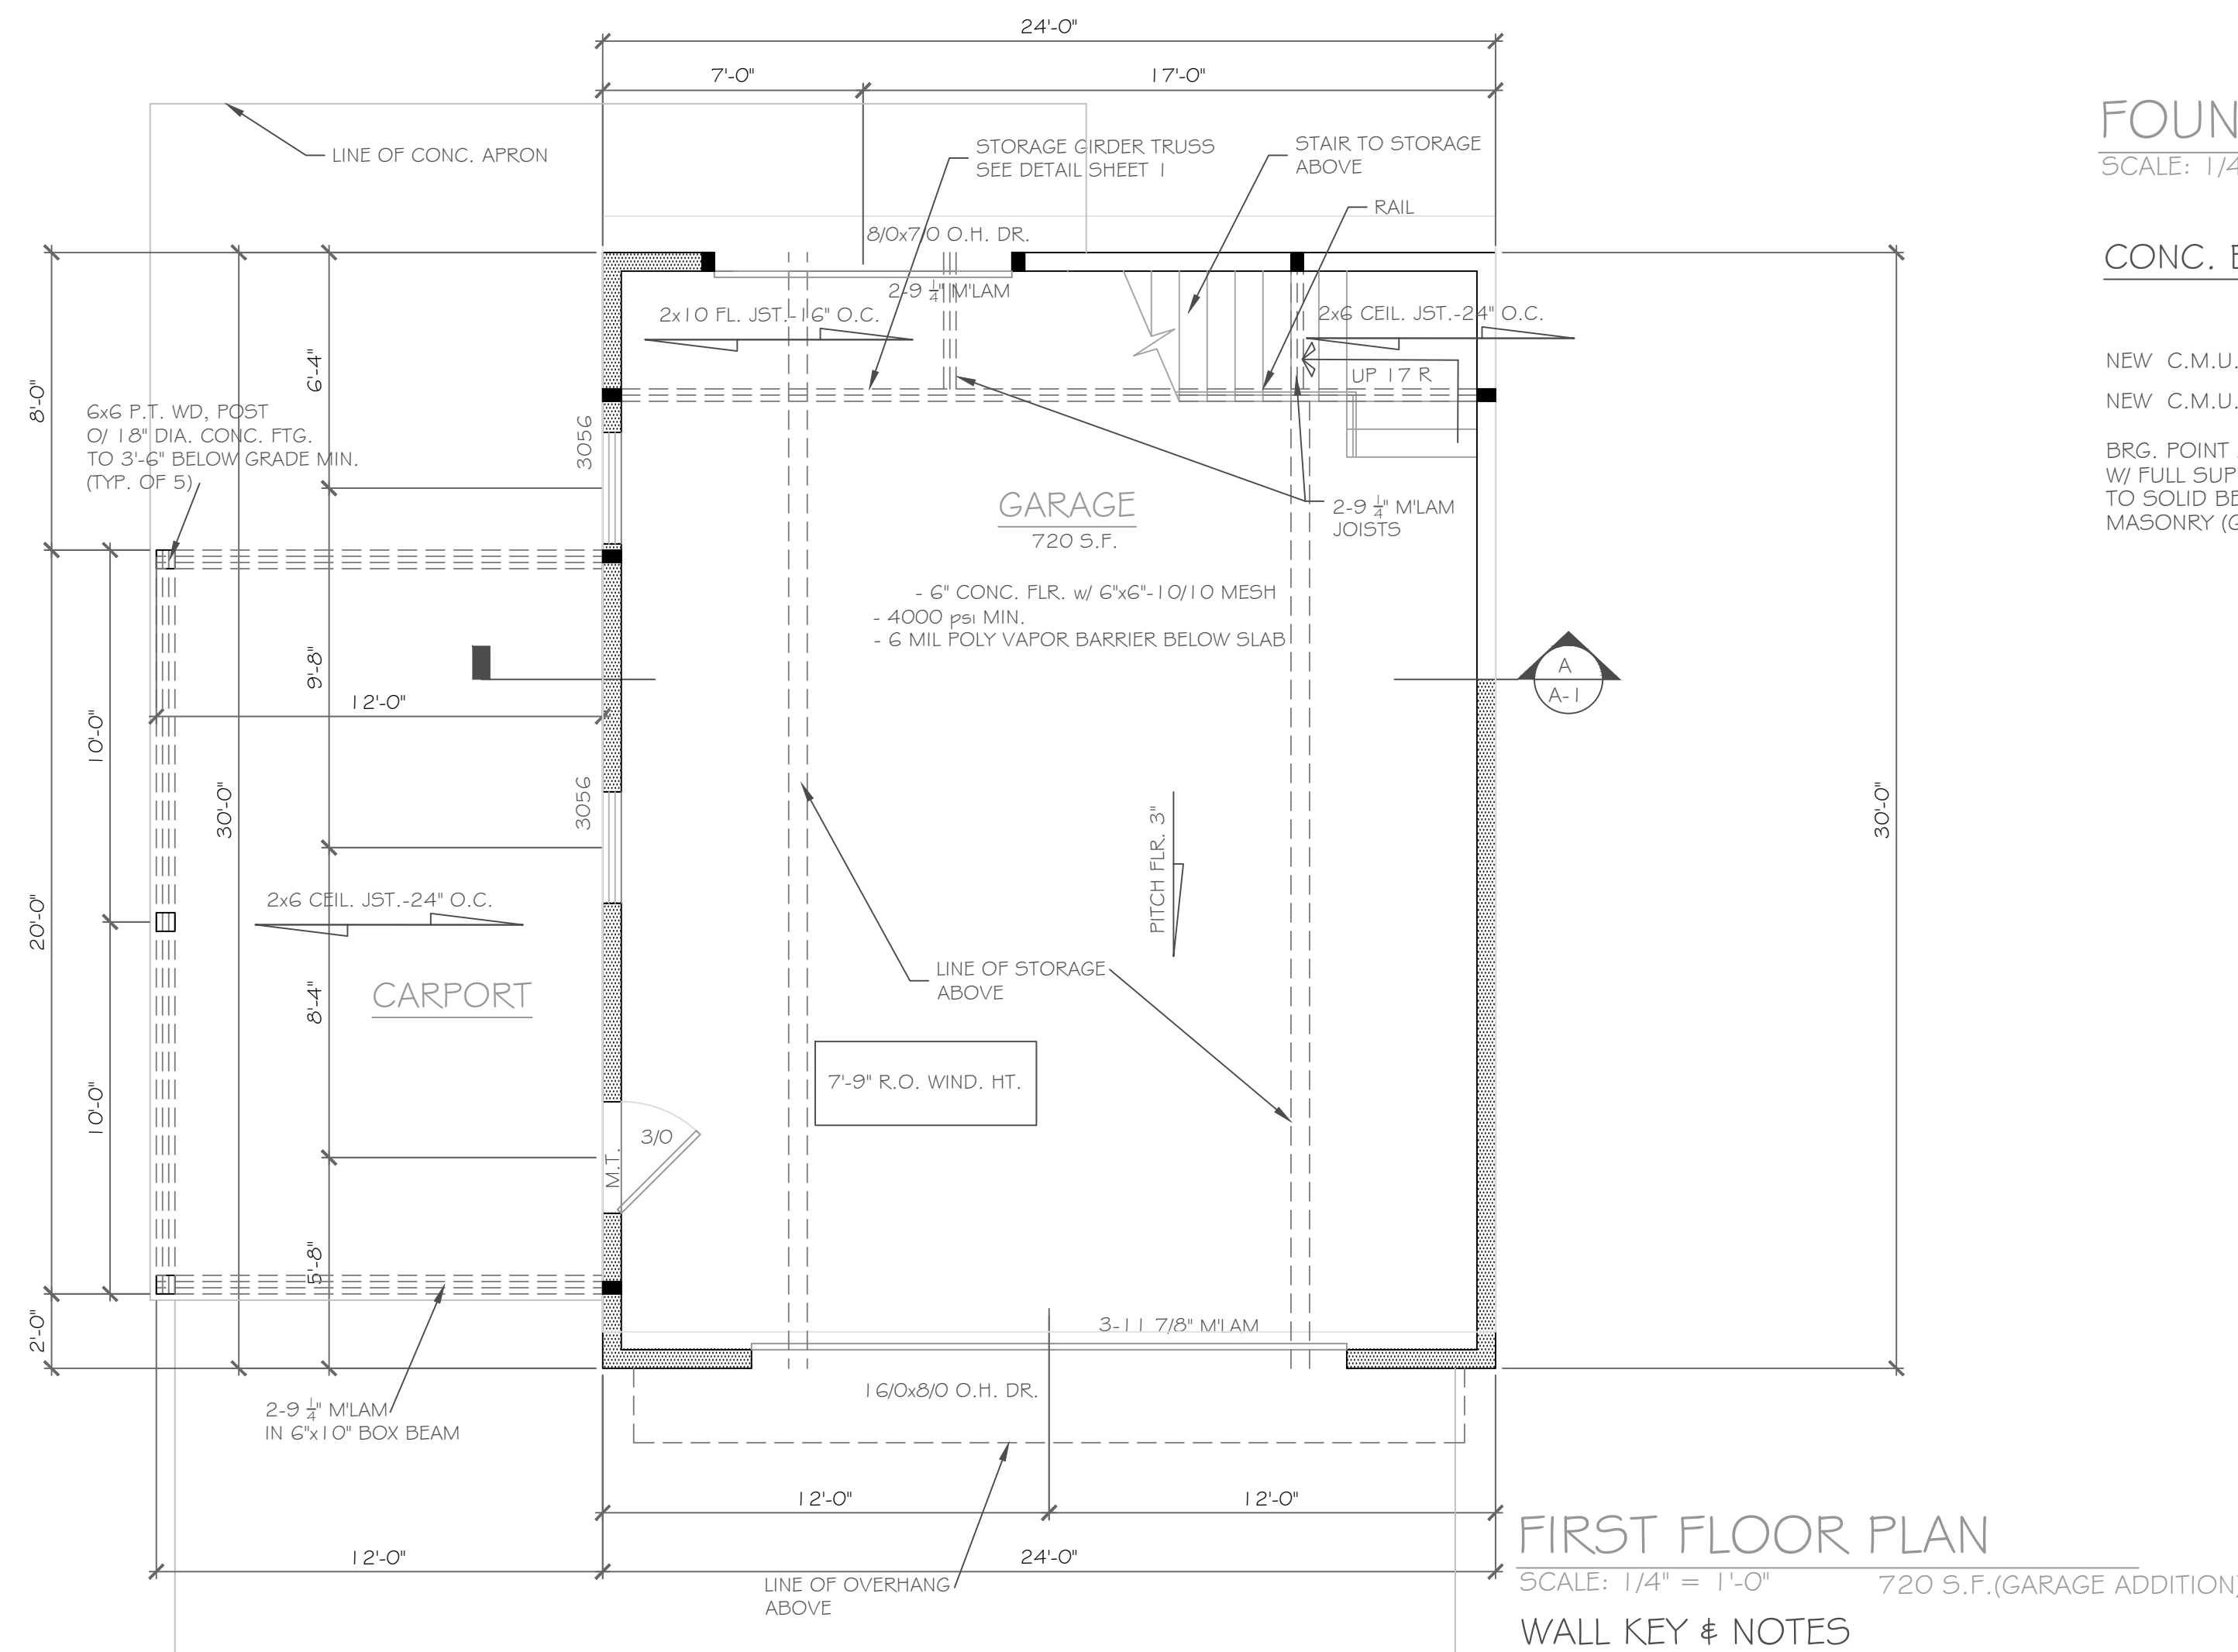 24'-0"
7'-0"
17'-0"
LINE OF CONC. APRON
STORAGE GIRDER TRUSS
SEE DETAIL SHEET 1
STAIR TO STORAGE
ABOVE
RAIL
8/0x7/0 O.H. DR.
2-9 1/4" M'LAM
2x10 FL. JST.-16" O.C.
2x6 CEIL. JST.-24" O.C.
UP 17 R
8'-0"
6'-4"
6x6 P.T. WD, POST
O/ 18" DIA. CONC. FTG.
TO 3'-6" BELOW GRADE MIN.
(TYP. OF 5)
3056
GARAGE
720 S.F.
2-9 1/4" M'LAM
JOISTS
- 6" CONC. FLR. w/ 6"x6"-10/10 MESH
- 4000 psi MIN.
- 6 MIL POLY VAPOR BARRIER BELOW SLAB
A
A-1
9'-8"
12'-0"
10'-0"
30'-0"
3056
PITCH FLR. 3"
30'-0"
20'-0"
2x6 CEIL. JST.-24" O.C.
CARPORT
8'-4"
LINE OF STORAGE
ABOVE
7'-9" R.O. WIND. HT.
10'-0"
3/0
M.T.
5'-8"
2'-0"
3-11 7/8" M'LAM
16/0x8/0 O.H. DR.
2-9 1/4" M'LAM
IN 6"x10" BOX BEAM
12'-0"
12'-0"
12'-0"
24'-0"
LINE OF OVERHANG
ABOVE
FIRST FLOOR PLAN
SCALE: 1/4" = 1'-0"
720 S.F.(GARAGE ADDITION)
WALL KEY & NOTES
FOUN
SCALE: 1/4
CONC.
NEW C.M.U.
NEW C.M.U.
BRG. POINT
W/ FULL SUP
TO SOLID BE
MASONRY